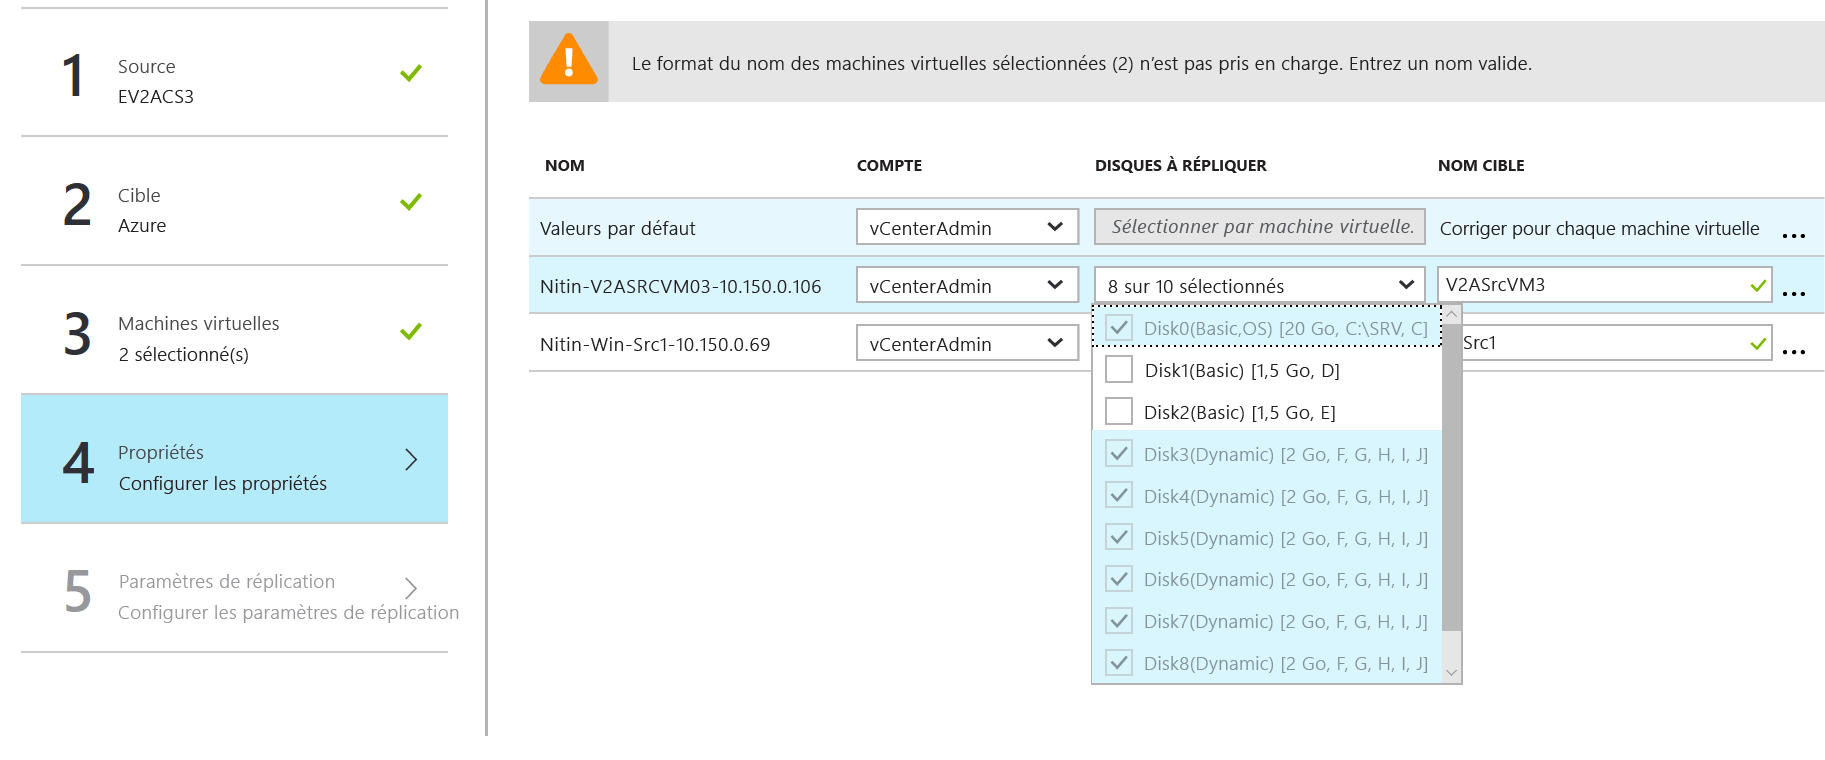 1
Source
EV2ACS3
2
Cible
Azure
3
Machines virtuelles
2 sélectionné(s)
4
Propriétés
Configurer les propriétés
5
Paramètres de réplication
Configurer les paramètres de réplication
Le format du nom des machines virtuelles sélectionnées (2) n’est pas pris en charge. Entrez un nom valide.
NOM COMPTE DISQUES À RÉPLIQUER NOM CIBLE
Valeurs par défaut vCenterAdmin Sélectionner par machine virtuelle. Corriger pour chaque machine virtuelle ...
Nitin-V2ASRCVM03-10.150.0.106 vCenterAdmin 8 sur 10 sélectionnés V2ASrcVM3 ...
Nitin-Win-Src1-10.150.0.69 vCenterAdmin Src1 ...
Disk0(Basic,OS) [20 Go, C:\SRV, C]
Disk1(Basic) [1,5 Go, D]
Disk2(Basic) [1,5 Go, E]
Disk3(Dynamic) [2 Go, F, G, H, I, J]
Disk4(Dynamic) [2 Go, F, G, H, I, J]
Disk5(Dynamic) [2 Go, F, G, H, I, J]
Disk6(Dynamic) [2 Go, F, G, H, I, J]
Disk7(Dynamic) [2 Go, F, G, H, I, J]
Disk8(Dynamic) [2 Go, F, G, H, I, J]